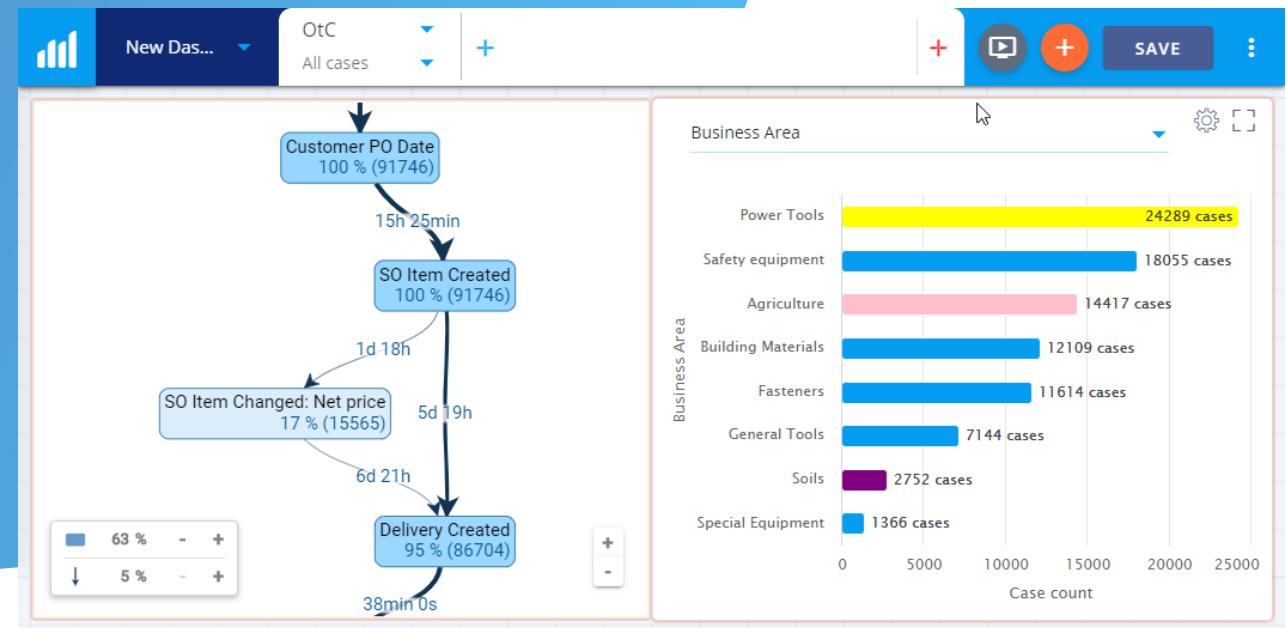 New Das...
OtC
All cases
+
+
+
SAVE
Customer PO Date
100 % (91746)
15h 25min
SO Item Created
100 % (91746)
1d 18h
SO Item Changed: Net price
17 % (15565)
5d 19h
6d 21h
Delivery Created
95 % (86704)
38min 0s
63 % - +
5 % - +
+
-
Business Area
Business Area
Power Tools 24289 cases
Safety equipment 18055 cases
Agriculture 14417 cases
Building Materials 12109 cases
Fasteners 11614 cases
General Tools 7144 cases
Soils 2752 cases
Special Equipment 1366 cases
0 5000 10000 15000 20000 25000
Case count